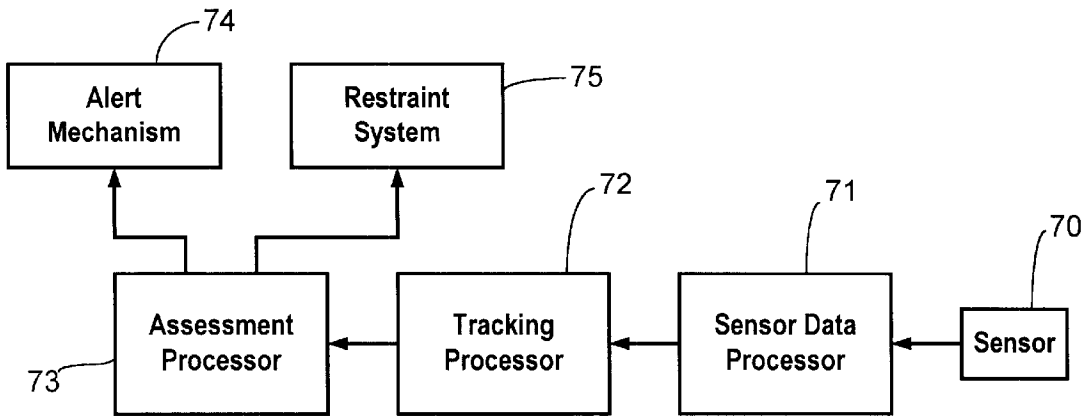 74
75
Alert
Mechanism
Restraint
System
72
71
70
Assessment
Processor
Tracking
Processor
Sensor Data
Processor
Sensor
73